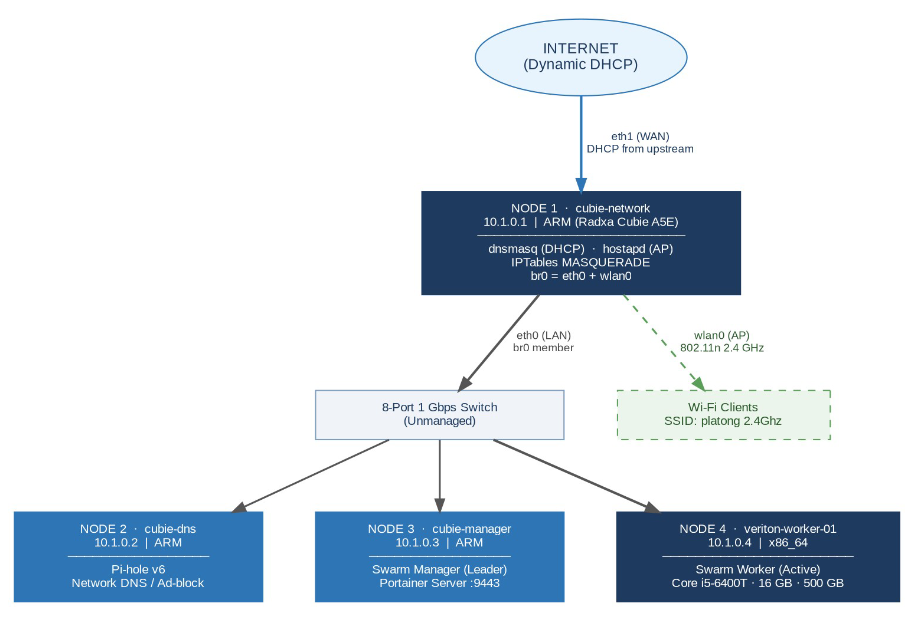 INTERNET
(Dynamic DHCP)
eth1 (WAN)
DHCP from upstream
NODE 1 · cubie-network
10.1.0.1 | ARM (Radxa Cubie A5E)
dnsmasq (DHCP) · hostapd (AP)
IPTables MASQUERADE
br0 = eth0 + wlan0
eth0 (LAN)
br0 member
wlan0 (AP)
802.11n 2.4 GHz
8-Port 1 Gbps Switch
(Unmanaged)
Wi-Fi Clients
SSID: platong 2.4Ghz
NODE 2 · cubie-dns
10.1.0.2 | ARM
Pi-hole v6
Network DNS / Ad-block
NODE 3 · cubie-manager
10.1.0.3 | ARM
Swarm Manager (Leader)
Portainer Server :9443
NODE 4 · veriton-worker-01
10.1.0.4 | x86_64
Swarm Worker (Active)
Core i5-6400T · 16 GB · 500 GB